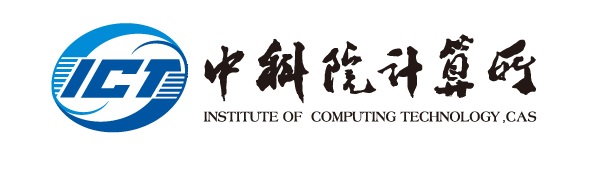 ICT
中科院计算所
INSTITUTE OF COMPUTING TECHNOLOGY,CAS